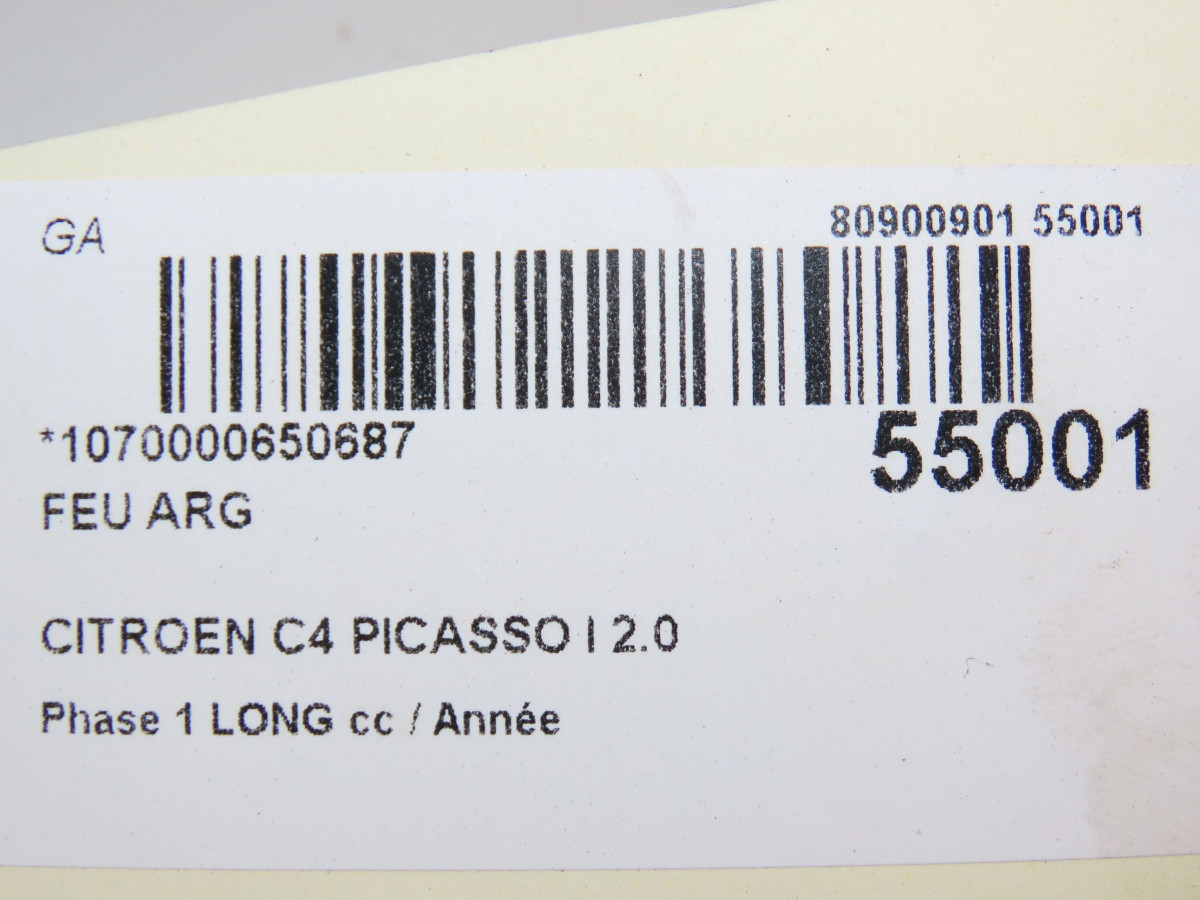 GA
80900901 55001
*1070000650687
55001
FEU ARG
CITROEN C4 PICASSO I 2.0
Phase 1 LONG cc / Année